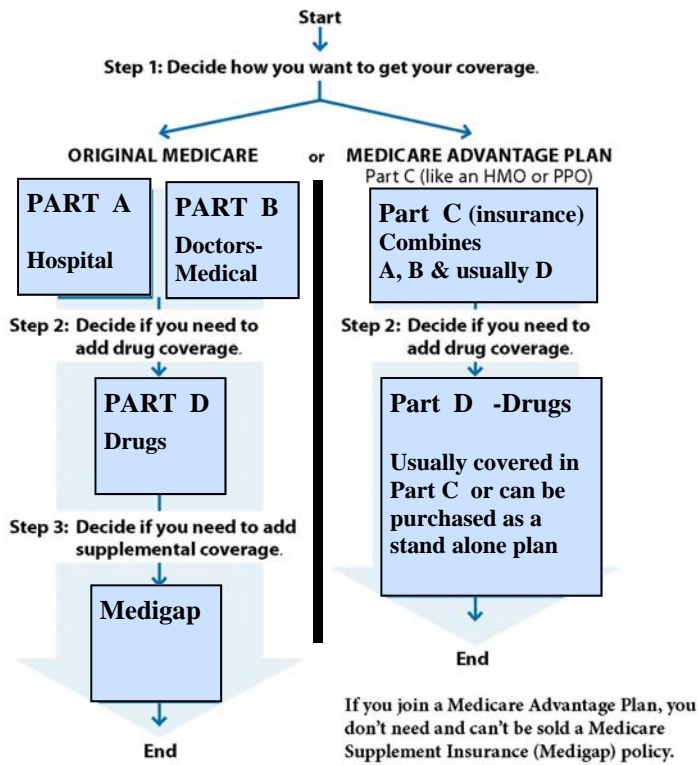 Start
Step 1: Decide how you want to get your coverage.
ORIGINAL MEDICARE or MEDICARE ADVANTAGE PLAN
Part C (like an HMO or PPO)
PART A
Hospital
PART B
Doctors-
Medical
Part C (insurance)
Combines
A, B & usually D
Step 2: Decide if you need to
add drug coverage.
PART D
Drugs
Step 3: Decide if you need to add
supplemental coverage.
Medigap
End
Step 2: Decide if you need to
add drug coverage.
Part D -Drugs
Usually covered in
Part C or can be
purchased as a
stand alone plan
End
If you join a Medicare Advantage Plan, you
don't need and can't be sold a Medicare
Supplement Insurance (Medigap) policy.